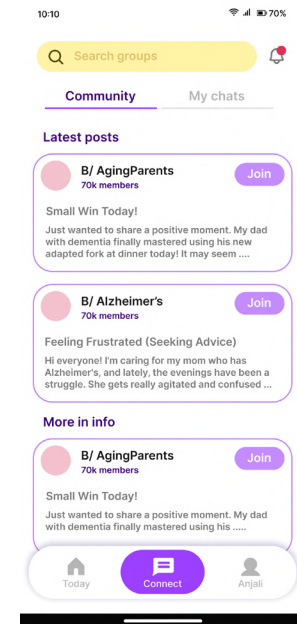 10:10
70%
Search groups
Community
My chats
Latest posts
B/ AgingParents
70k members
Join
Small Win Today!
Just wanted to share a positive moment. My dad
with dementia finally mastered using his new
adapted fork at dinner today! It may seem ....
B/ Alzheimer's
70k members
Join
Feeling Frustrated (Seeking Advice)
Hi everyone! I'm caring for my mom who has
Alzheimer's, and lately, the evenings have been a
struggle. She gets really agitated and confused ...
More in info
B/ AgingParents
70k members
Join
Small Win Today!
Just wanted to share a positive moment. My dad
with dementia finally mastered using his .....
Today
Connect
Anjali